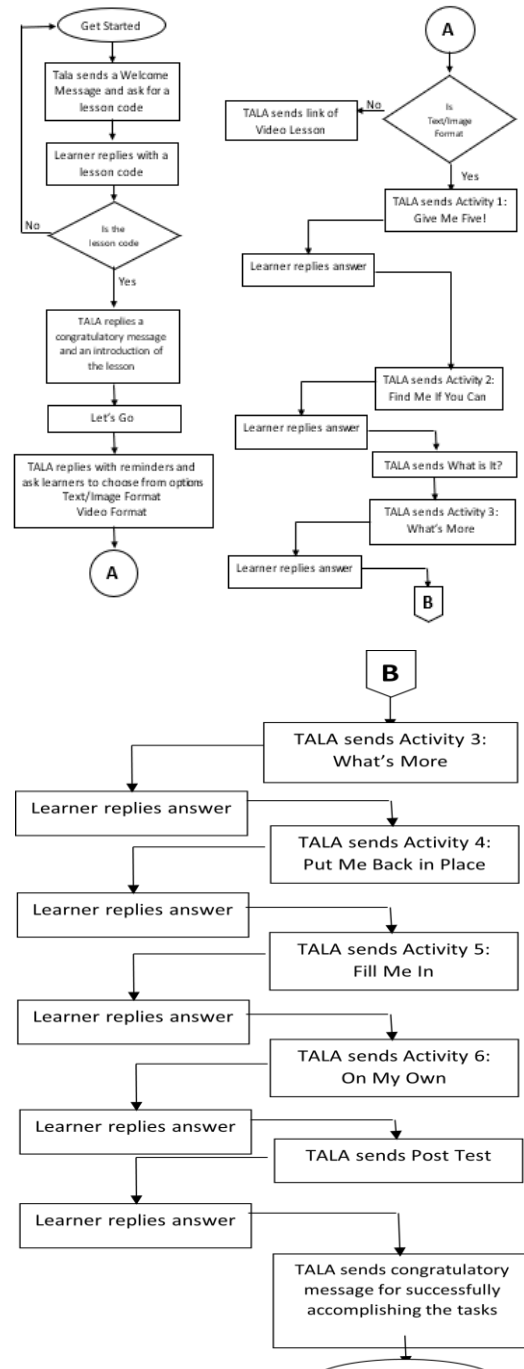 Get Started
Tala sends a Welcome
Message and ask for a
lesson code
Learner replies with a
lesson code
No
Is the
lesson code
Yes
TALA replies a
congratulatory message
and an introduction of
the lesson
Let's Go
TALA replies with reminders and
ask learners to choose from options
Text/Image Format
Video Format
A
A
Is
Text/Image
Format
No
TALA sends link of
Video Lesson
Yes
TALA sends Activity 1:
Give Me Five!
Learner replies answer
TALA sends Activity 2:
Find Me If You Can
Learner replies answer
TALA sends What is It?
TALA sends Activity 3:
What's More
Learner replies answer
B
B
TALA sends Activity 3:
What's More
Learner replies answer
TALA sends Activity 4:
Put Me Back in Place
Learner replies answer
TALA sends Activity 5:
Fill Me In
Learner replies answer
TALA sends Activity 6:
On My Own
Learner replies answer
TALA sends Post Test
Learner replies answer
TALA sends congratulatory
message for successfully
accomplishing the tasks